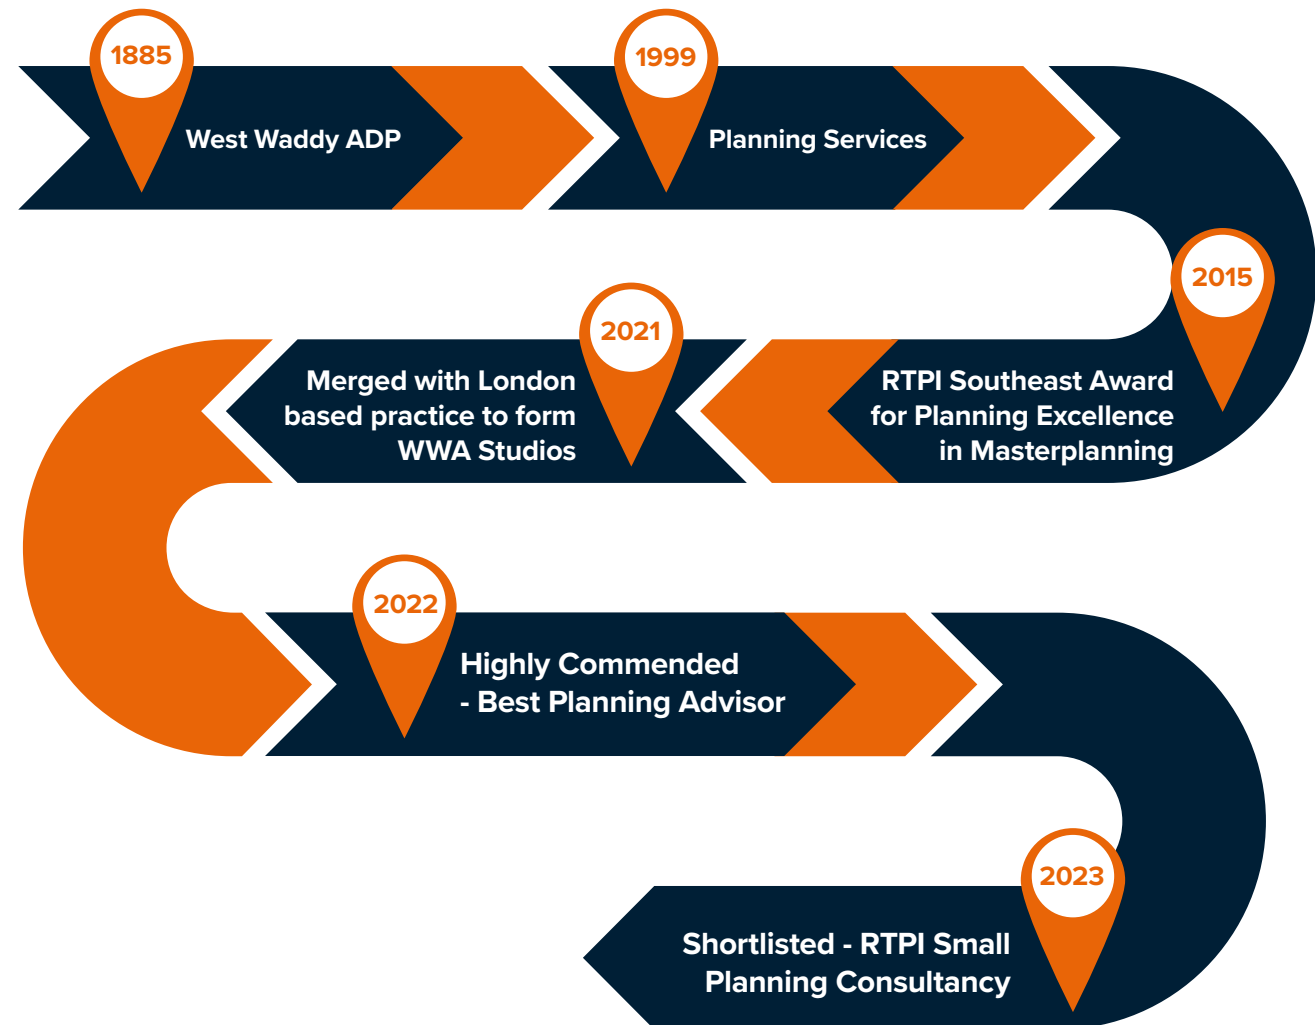 1885
West Waddy ADP
1999
Planning Services
2015
RTPI Southeast Award
for Planning Excellence
in Masterplanning
2021
Merged with London
based practice to form
WWA Studios
2022
Highly Commended
- Best Planning Advisor
2023
Shortlisted - RTPI Small
Planning Consultancy